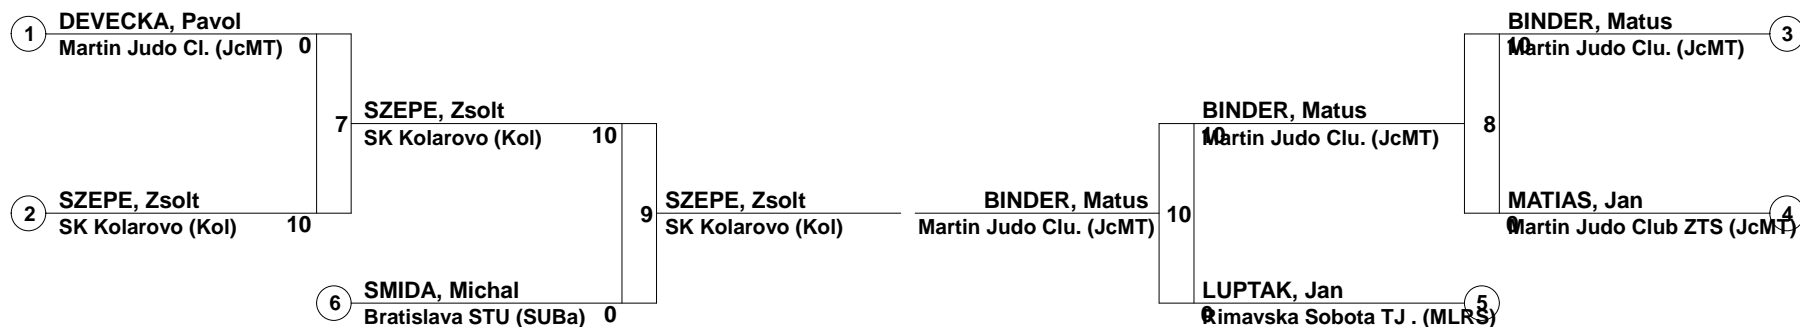 1
DEVECKA, Pavol
Martin Judo Cl. (JcMT) 0
7
2
SZEPE, Zsolt
SK Kolarovo (Kol) 10
SZEPE, Zsolt
SK Kolarovo (Kol) 10
9
6
SMIDA, Michal
Bratislava STU (SUBa) 0
SZEPE, Zsolt
SK Kolarovo (Kol)
BINDER, Matus
Martin Judo Clu. (JcMT)
10
BINDER, Matus
10
Martin Judo Clu. (JcMT)
LUPTAK, Jan
0
Rimavska Sobota TJ . (MLRS)
5
8
BINDER, Matus
10
Martin Judo Clu. (JcMT)
3
MATIAS, Jan
0
Martin Judo Club ZTS (JcMT)
4